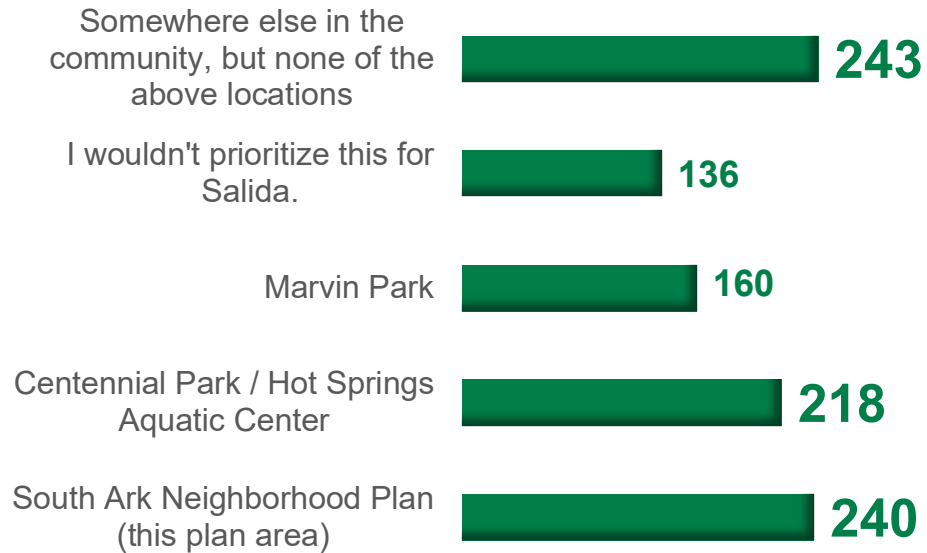 Somewhere else in the
community, but none of the
above locations
243
I wouldn't prioritize this for
Salida.
136
Marvin Park
160
Centennial Park / Hot Springs
Aquatic Center
218
South Ark Neighborhood Plan
(this plan area)
240